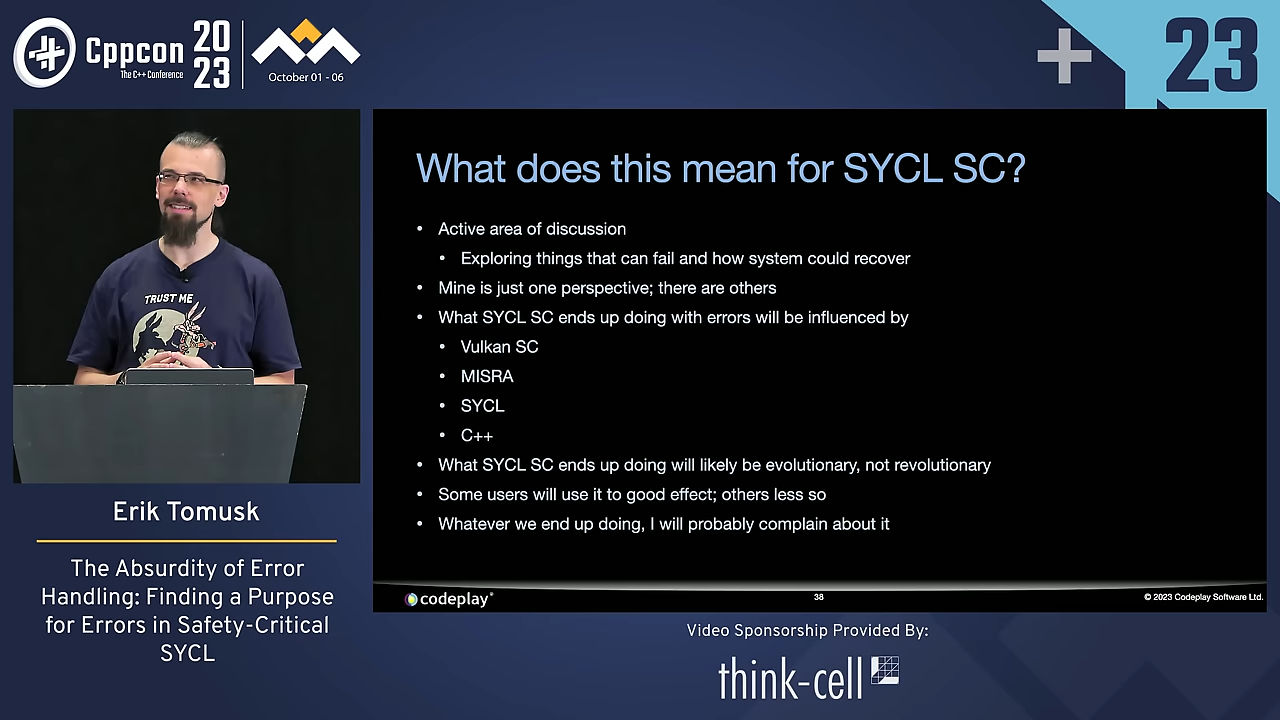 Cppcon
The C++ Conference
20
23
October 01 - 06
23
TRUST ME
What does this mean for SYCL SC?
• Active area of discussion
• Exploring things that can fail and how system could recover
• Mine is just one perspective; there are others
• What SYCL SC ends up doing with errors will be influenced by
• Vulkan SC
• MISRA
• SYCL
• C++
• What SYCL SC ends up doing will likely be evolutionary, not revolutionary
• Some users will use it to good effect; others less so
• Whatever we end up doing, I will probably complain about it
codeplay®
38
© 2023 Codeplay Software Ltd.
Erik Tomusk
The Absurdity of Error
Handling: Finding a Purpose
for Errors in Safety-Critical
SYCL
Video Sponsorship Provided By:
think-cell